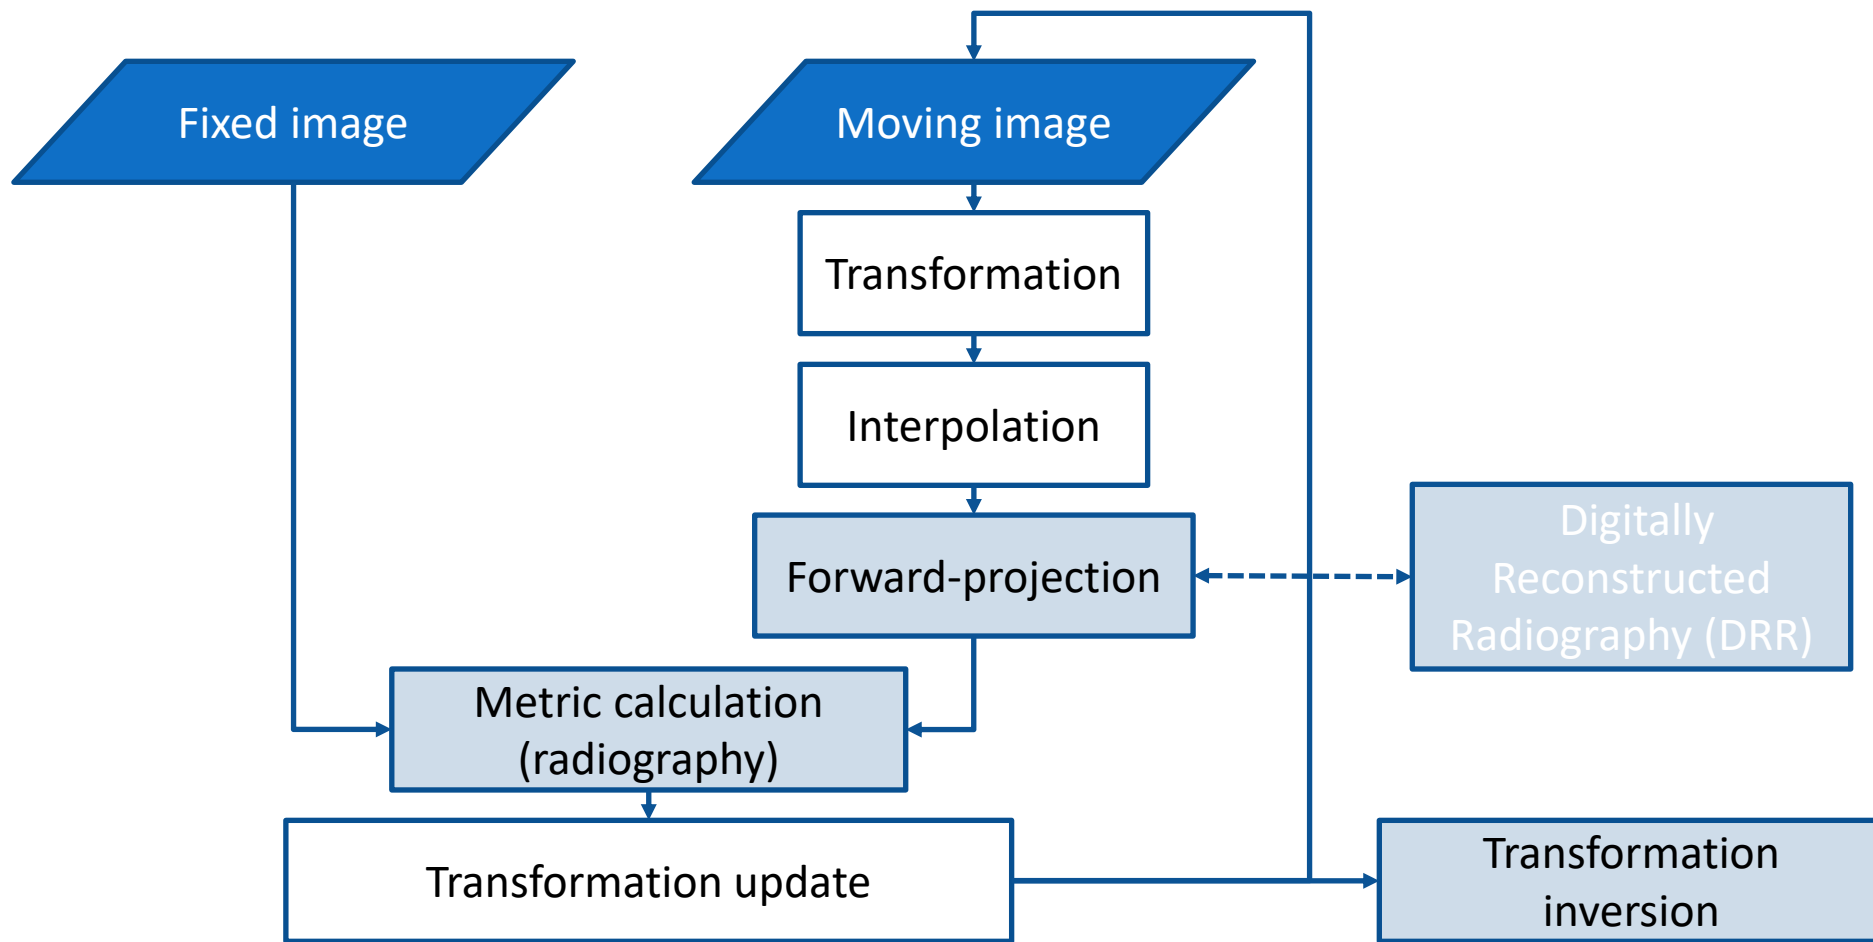 Fixed image
Moving image
Transformation
Interpolation
Forward-projection
Digitally
Reconstructed
Radiography (DRR)
Metric calculation
(radiography)
Transformation update
Transformation
inversion